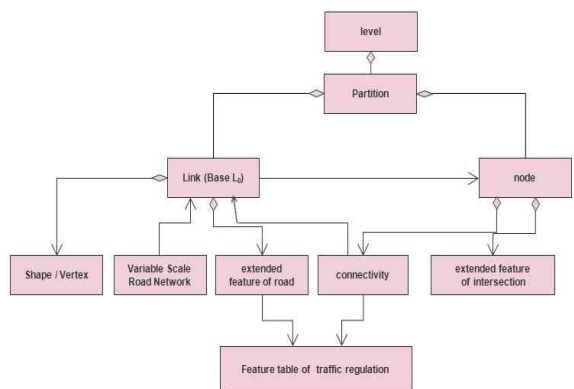 level
Partition
Link (Base L₀)
node
Shape / Vertex
Variable Scale
Road Network
extended
feature of road
connectivity
extended feature
of intersection
Feature table of traffic regulation